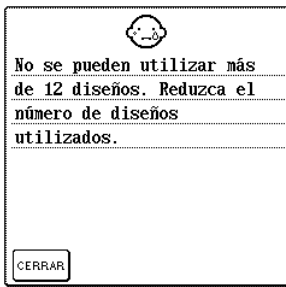 No se pueden utilizar más
de 12 diseños. Reduzca el
número de diseños
utilizados.
CERRAR